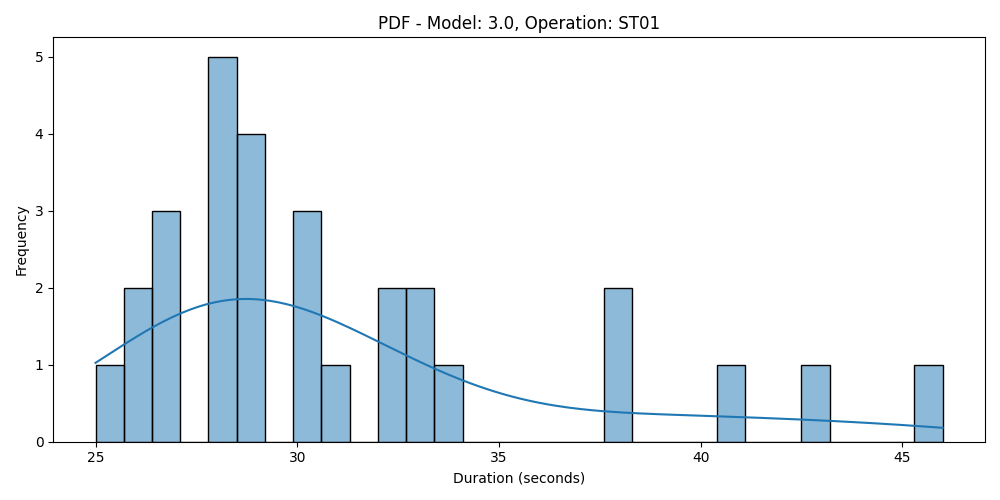 PDF - Model: 3.0, Operation: ST01
Frequency
5
4
3
2
1
0
25 30 35 40 45
Duration (seconds)